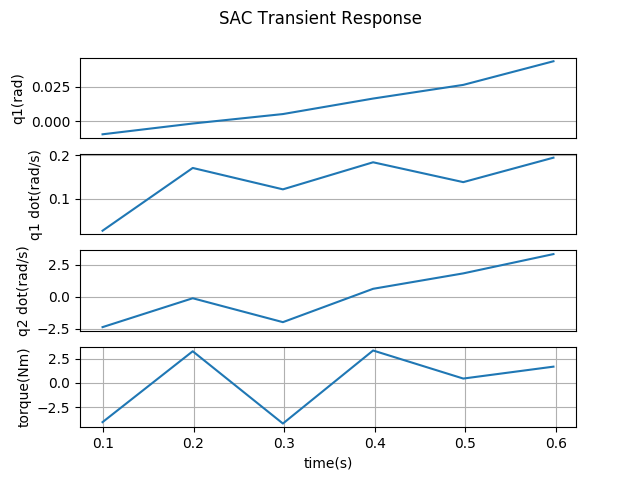 SAC Transient Response
q1(rad)
0.025
0.000
q1 dot(rad/s)
0.2
0.1
q2 dot(rad/s)
2.5
0.0
−2.5
torque(Nm)
2.5
0.0
−2.5
0.1 0.2 0.3 0.4 0.5 0.6
time(s)